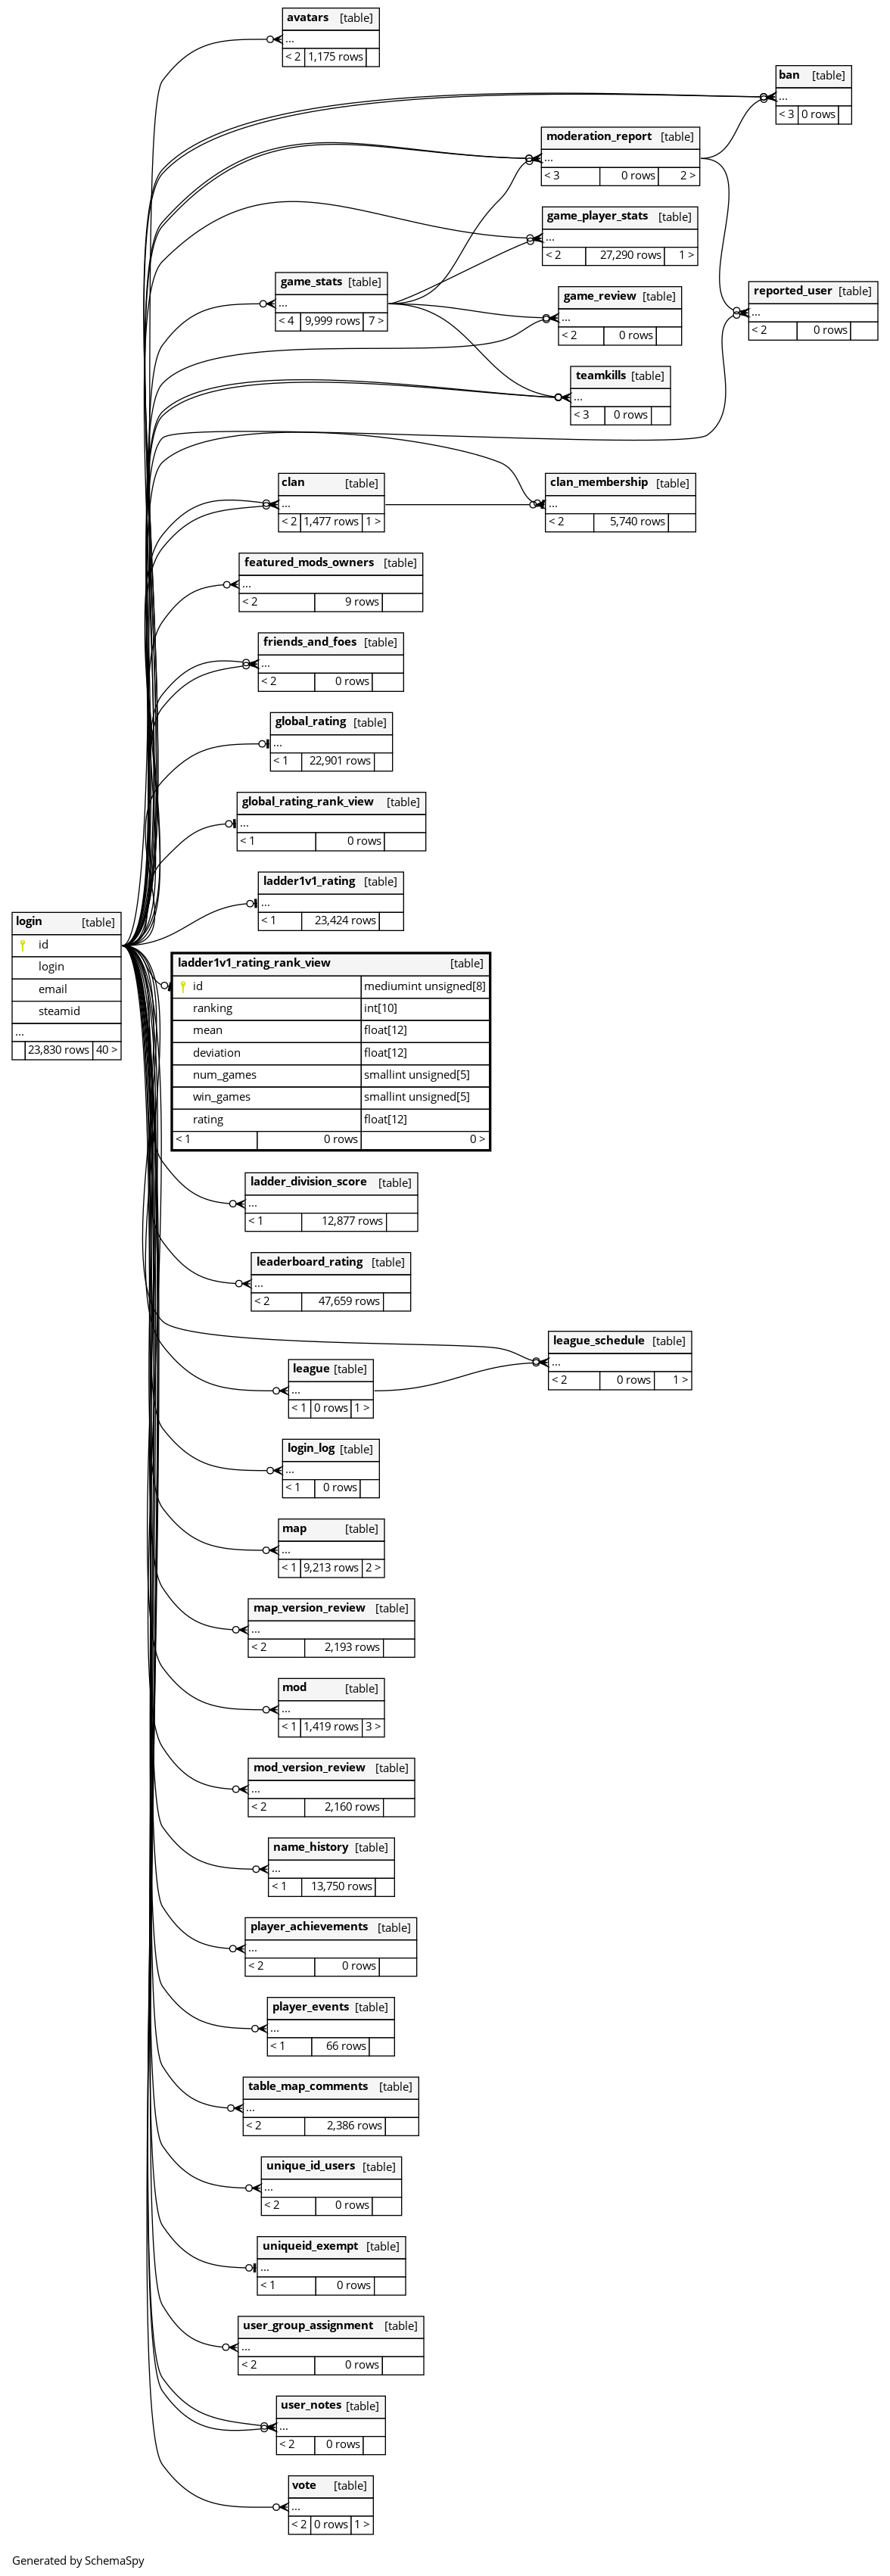 avatars [table]
...
< 2 1,175 rows
ban [table]
...
< 3 0 rows
moderation_report [table]
...
< 3 0 rows 2 >
game_player_stats [table]
...
< 2 27,290 rows 1 >
game_stats [table]
...
< 4 9,999 rows 7 >
game_review [table]
...
< 2 0 rows
reported_user [table]
...
< 2 0 rows
teamkills [table]
...
< 3 0 rows
clan [table]
...
< 2 1,477 rows 1 >
clan_membership [table]
...
< 2 5,740 rows
featured_mods_owners [table]
...
< 2 9 rows
friends_and_foes [table]
...
< 2 0 rows
global_rating [table]
...
< 1 22,901 rows
global_rating_rank_view [table]
...
< 1 0 rows
ladder1v1_rating [table]
...
< 1 23,424 rows
login [table]
id
login
email
steamid
...
23,830 rows 40 >
ladder1v1_rating_rank_view [table]
id mediumint unsigned[8]
ranking int[10]
mean float[12]
deviation float[12]
num_games smallint unsigned[5]
win_games smallint unsigned[5]
rating float[12]
< 1 0 rows 0 >
ladder_division_score [table]
...
< 1 12,877 rows
leaderboard_rating [table]
...
< 2 47,659 rows
league_schedule [table]
...
< 2 0 rows 1 >
league [table]
...
< 1 0 rows 1 >
login_log [table]
...
< 1 0 rows
map [table]
...
< 1 9,213 rows 2 >
map_version_review [table]
...
< 2 2,193 rows
mod [table]
...
< 1 1,419 rows 3 >
mod_version_review [table]
...
< 2 2,160 rows
name_history [table]
...
< 1 13,750 rows
player_achievements [table]
...
< 2 0 rows
player_events [table]
...
< 1 66 rows
table_map_comments [table]
...
< 2 2,386 rows
unique_id_users [table]
...
< 2 0 rows
uniqueid_exempt [table]
...
< 1 0 rows
user_group_assignment [table]
...
< 2 0 rows
user_notes [table]
...
< 2 0 rows
vote [table]
...
< 2 0 rows 1 >
Generated by SchemaSpy